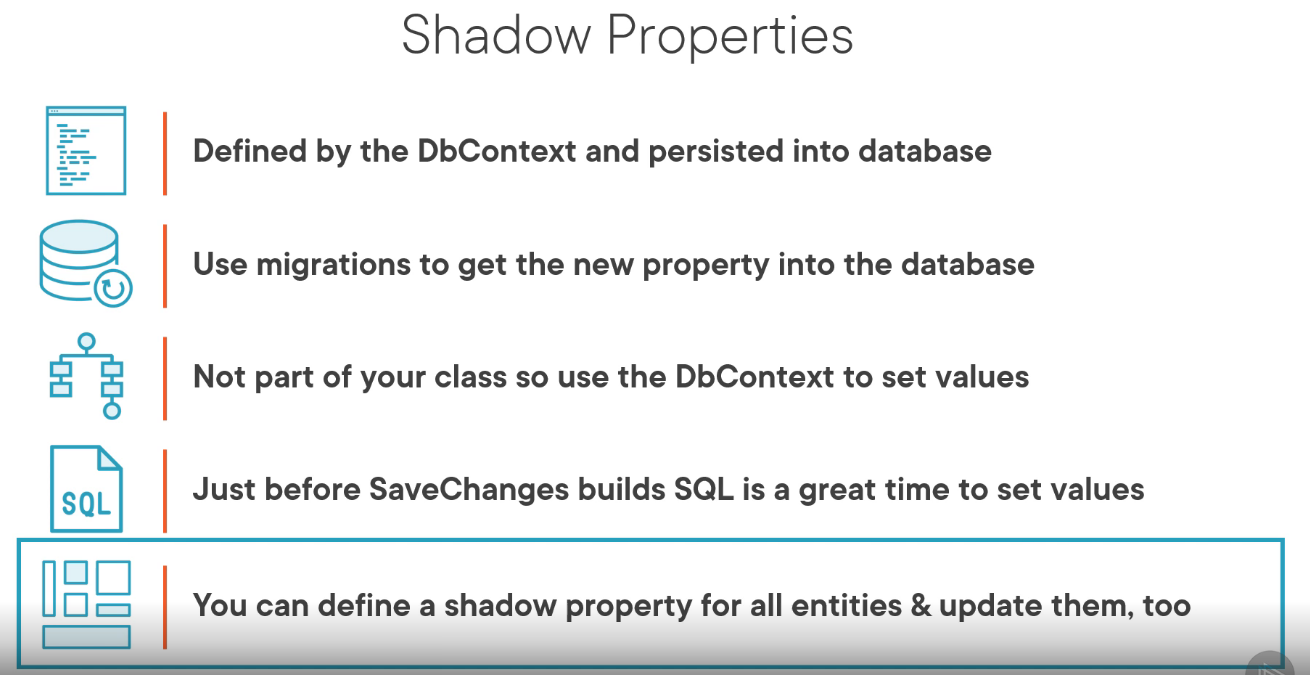 Shadow Properties
Defined by the DbContext and persisted into database
Use migrations to get the new property into the database
Not part of your class so use the DbContext to set values
Just before SaveChanges builds SQL is a great time to set values
SQL
You can define a shadow property for all entities & update them, too